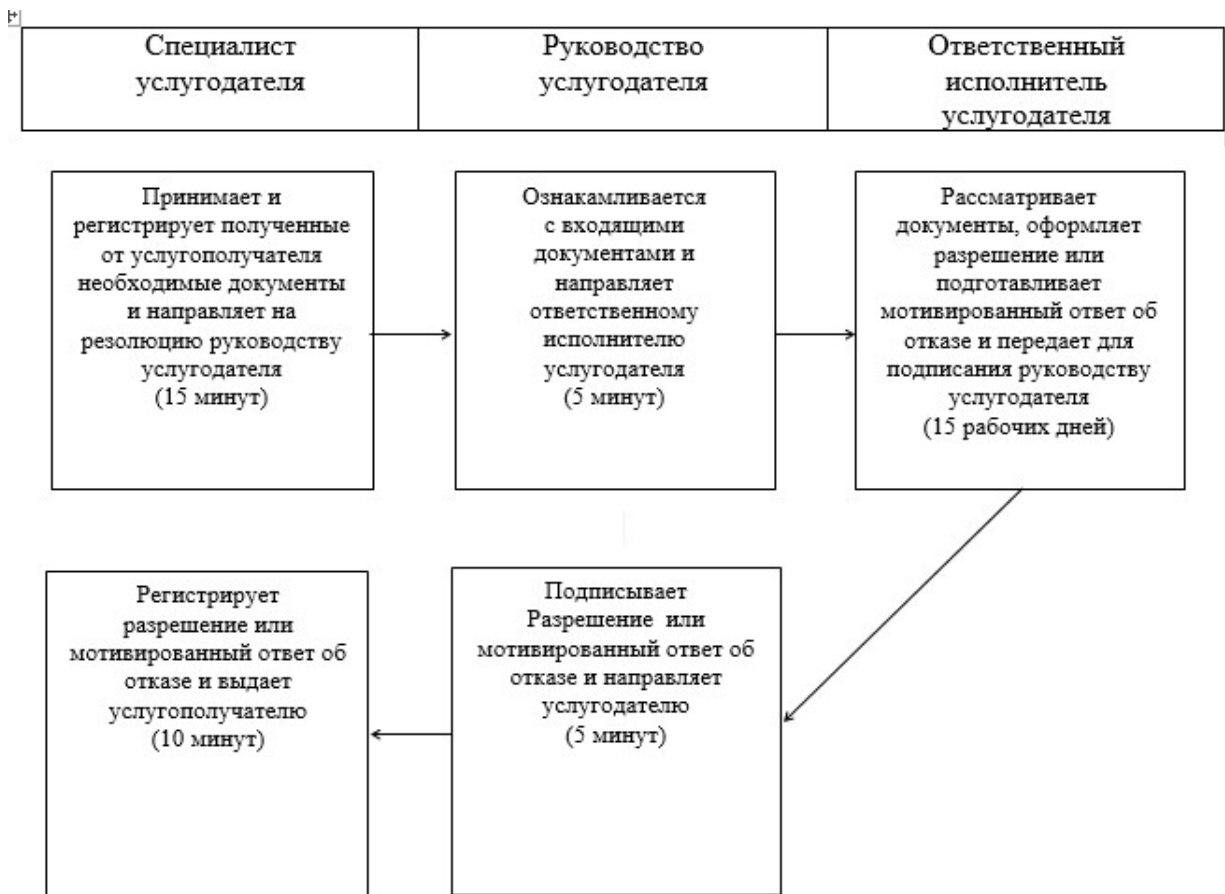 Специалист
услугодателя
Руководство
услугодателя
Ответственный
исполнитель
услугодателя
Принимает и
регистрирует полученные
от услугополучателя
необходимые документы
и направляет на
резолюцию руководству
услугодателя
(15 минут)
Ознакамливается
с входящими
документами и
направляет
ответственному
исполнителю
услугодателя
(5 минут)
Рассматривает
документы, оформляет
разрешение или
подготавливает
мотивированный ответ об
отказе и передает для
подписания руководству
услугодателя
(15 рабочих дней)
Регистрирует
разрешение или
мотивированный ответ об
отказе и выдает
услугополучателю
(10 минут)
Подписывает
Разрешение или
мотивированный ответ об
отказе и направляет
услугодателю
(5 минут)